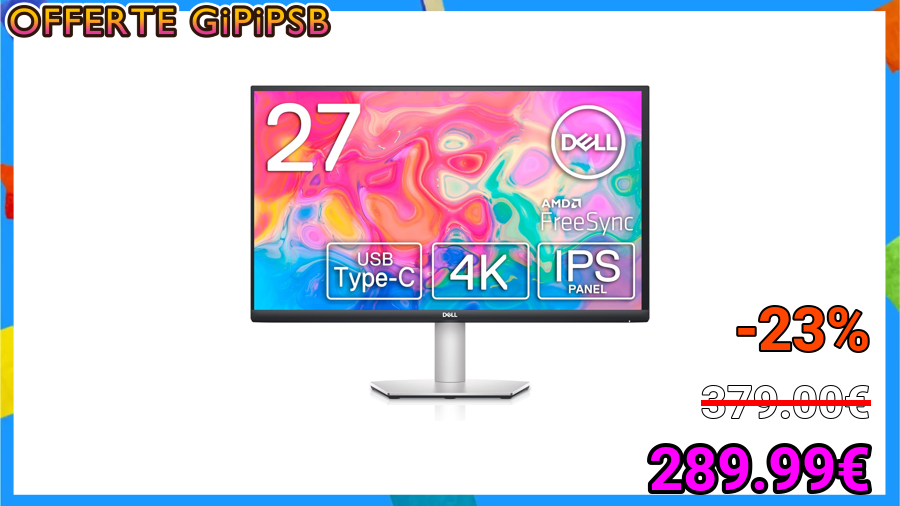 OFFERTE GiPiPSB
27
DELL
AMD
FreeSync
USB
Type-C
4K
IPS
PANEL
DELL
-23%
379.00€
289.99€